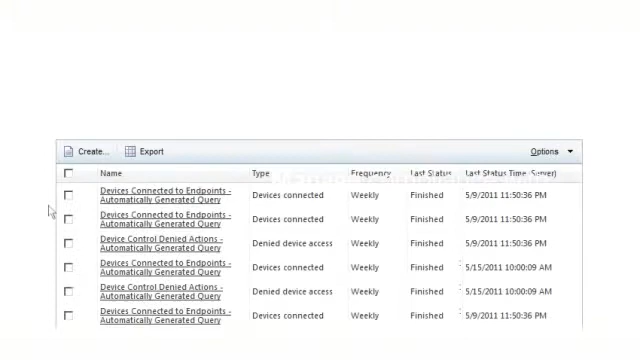 Create... Export Options
Name Type Frequency Last Status Last Status Time (Server)
Devices Connected to Endpoints -
Automatically Generated Query Devices connected Weekly Finished 5/9/2011 11:50:36 PM
Devices Connected to Endpoints -
Automatically Generated Query Devices connected Weekly Finished 5/9/2011 11:50:36 PM
Device Control Denied Actions -
Automatically Generated Query Denied device access Weekly Finished 5/9/2011 11:50:36 PM
Devices Connected to Endpoints -
Automatically Generated Query Devices connected Weekly Finished 5/15/2011 10:00:09 AM
Device Control Denied Actions -
Automatically Generated Query Denied device access Weekly Finished 5/15/2011 10:00:09 AM
Devices Connected to Endpoints -
Automatically Generated Query Devices connected Weekly Finished 5/9/2011 11:50:36 PM